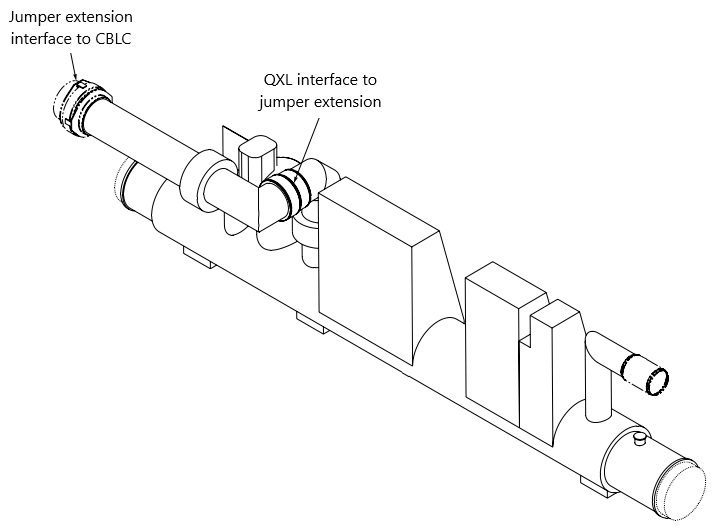 Jumper extension
interface to CBLC
QXL interface to
jumper extension